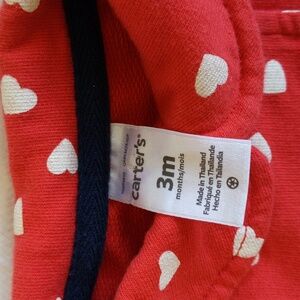 carter's®
3m
months/mois
Made in Thailand
Fabriqué en Thaïlande
Hecho en Tailandia